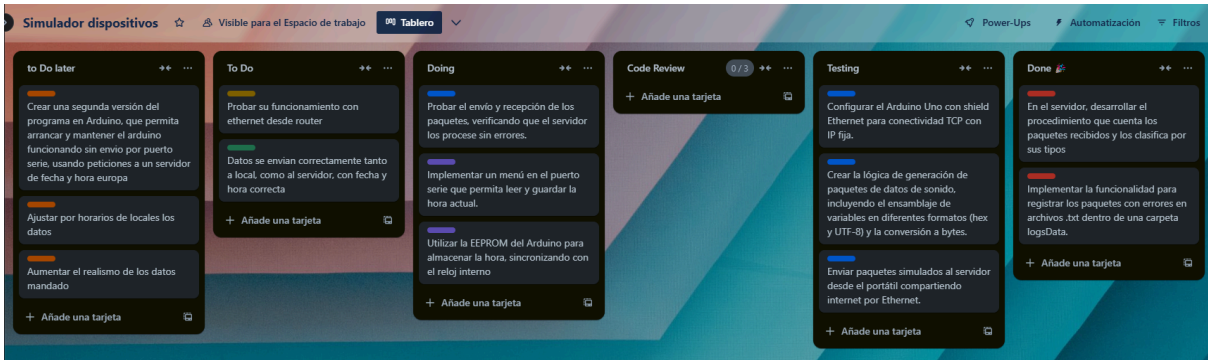 Simulador dispositivos
Visible para el Espacio de trabajo
Tablero
Power-Ups
Automatización
Filtros
to Do later
Crear una segunda versión del
programa en Arduino, que permita
arrancar y mantener el arduino
funcionando sin envio por puerto
serie, usando peticiones a un servidor
de fecha y hora europa
Ajustar por horarios de locales los
datos
Aumentar el realismo de los datos
mandado
+ Añade una tarjeta
To Do
Probar su funcionamiento con
ethernet desde router
Datos se envian correctamente tanto
a local, como al servidor, con fecha y
hora correcta
+ Añade una tarjeta
Doing
Probar el envío y recepción de los
paquetes, verificando que el servidor
los procese sin errores.
Implementar un menú en el puerto
serie que permita leer y guardar la
hora actual.
Utilizar la EEPROM del Arduino para
almacenar la hora, sincronizando con
el reloj interno
+ Añade una tarjeta
Code Review
0/3
+ Añade una tarjeta
Testing
Configurar el Arduino Uno con shield
Ethernet para conectividad TCP con
IP fija.
Crear la lógica de generación de
paquetes de datos de sonido,
incluyendo el ensamblaje de
variables en diferentes formatos (hex
y UTF-8) y la conversión a bytes.
Enviar paquetes simulados al servidor
desde el portátil compartiendo
internet por Ethernet.
+ Añade una tarjeta
Done 🎉
En el servidor, desarrollar el
procedimiento que cuenta los
paquetes recibidos y los clasifica por
sus tipos
Implementar la funcionalidad para
registrar los paquetes con errores en
archivos .txt dentro de una carpeta
logsData.
+ Añade una tarjeta